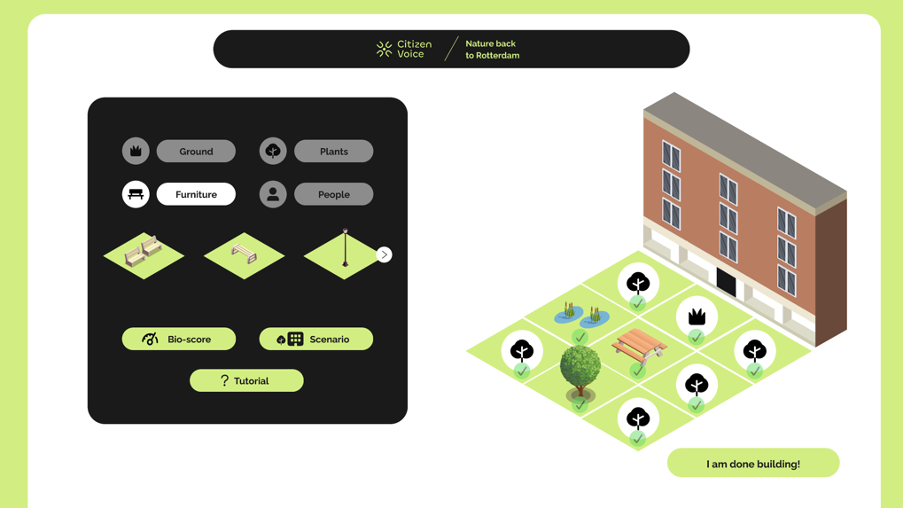 Citizen
Voice
Nature back
to Rotterdam
Ground
Plants
Furniture
People
Bio-score
Scenario
? Tutorial
I am done building!